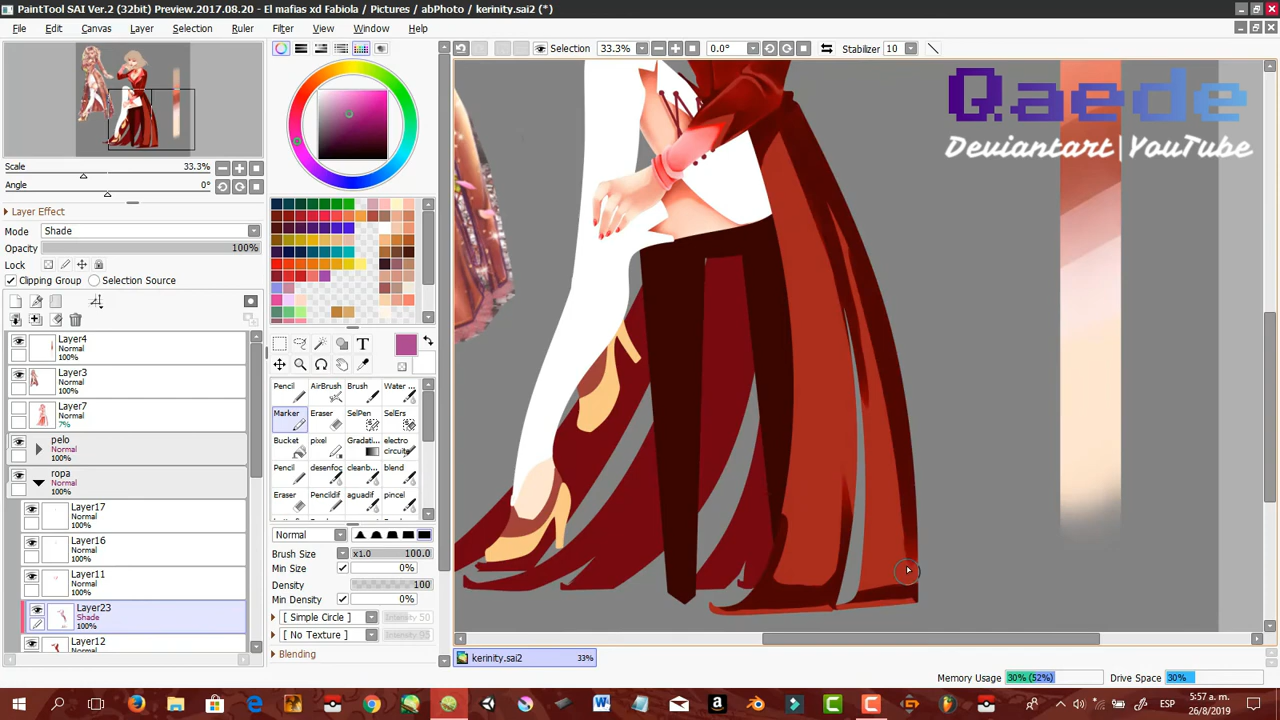 PaintTool SAI Ver.2 (32bit) Preview.2017.08.20 - El mafias xd Fabiola / Pictures / abPhoto / kerinity.sai2 (*)
File Edit Canvas Layer Selection Ruler Filter View Window Help
Selection 33.3% 0.0° Stabilizer 10
Qaede
Deviantart | YouTube
Scale 33.3%
Angle 0°
Layer Effect
Mode Shade
Opacity 100%
Lock
Clipping Group Selection Source
Layer4
Normal
100%
Layer3
Normal
100%
Layer7
Normal
7%
pelo
Normal
100%
ropa
Normal
100%
Layer17
Normal
100%
Layer16
Normal
100%
Layer11
Normal
100%
Layer23
Shade
100%
Layer12
Normal
100%
T
Pencil AirBrush Brush Water ...
Marker Eraser SelPen SelErs
Bucket pixel Gradati... electro circuite
Pencil desenfoc cleanb... blend
Eraser Pencildif aguadif pincel
Normal
Brush Size x1.0 100.0
Min Size 0%
Density 100
Min Density 0%
[ Simple Circle ] Intensity 50
[ No Texture ] Intensity 95
Blending
kerinity.sai2 33%
Memory Usage 30% (52%) Drive Space 30%
ESP 5:57 a. m.
26/8/2019